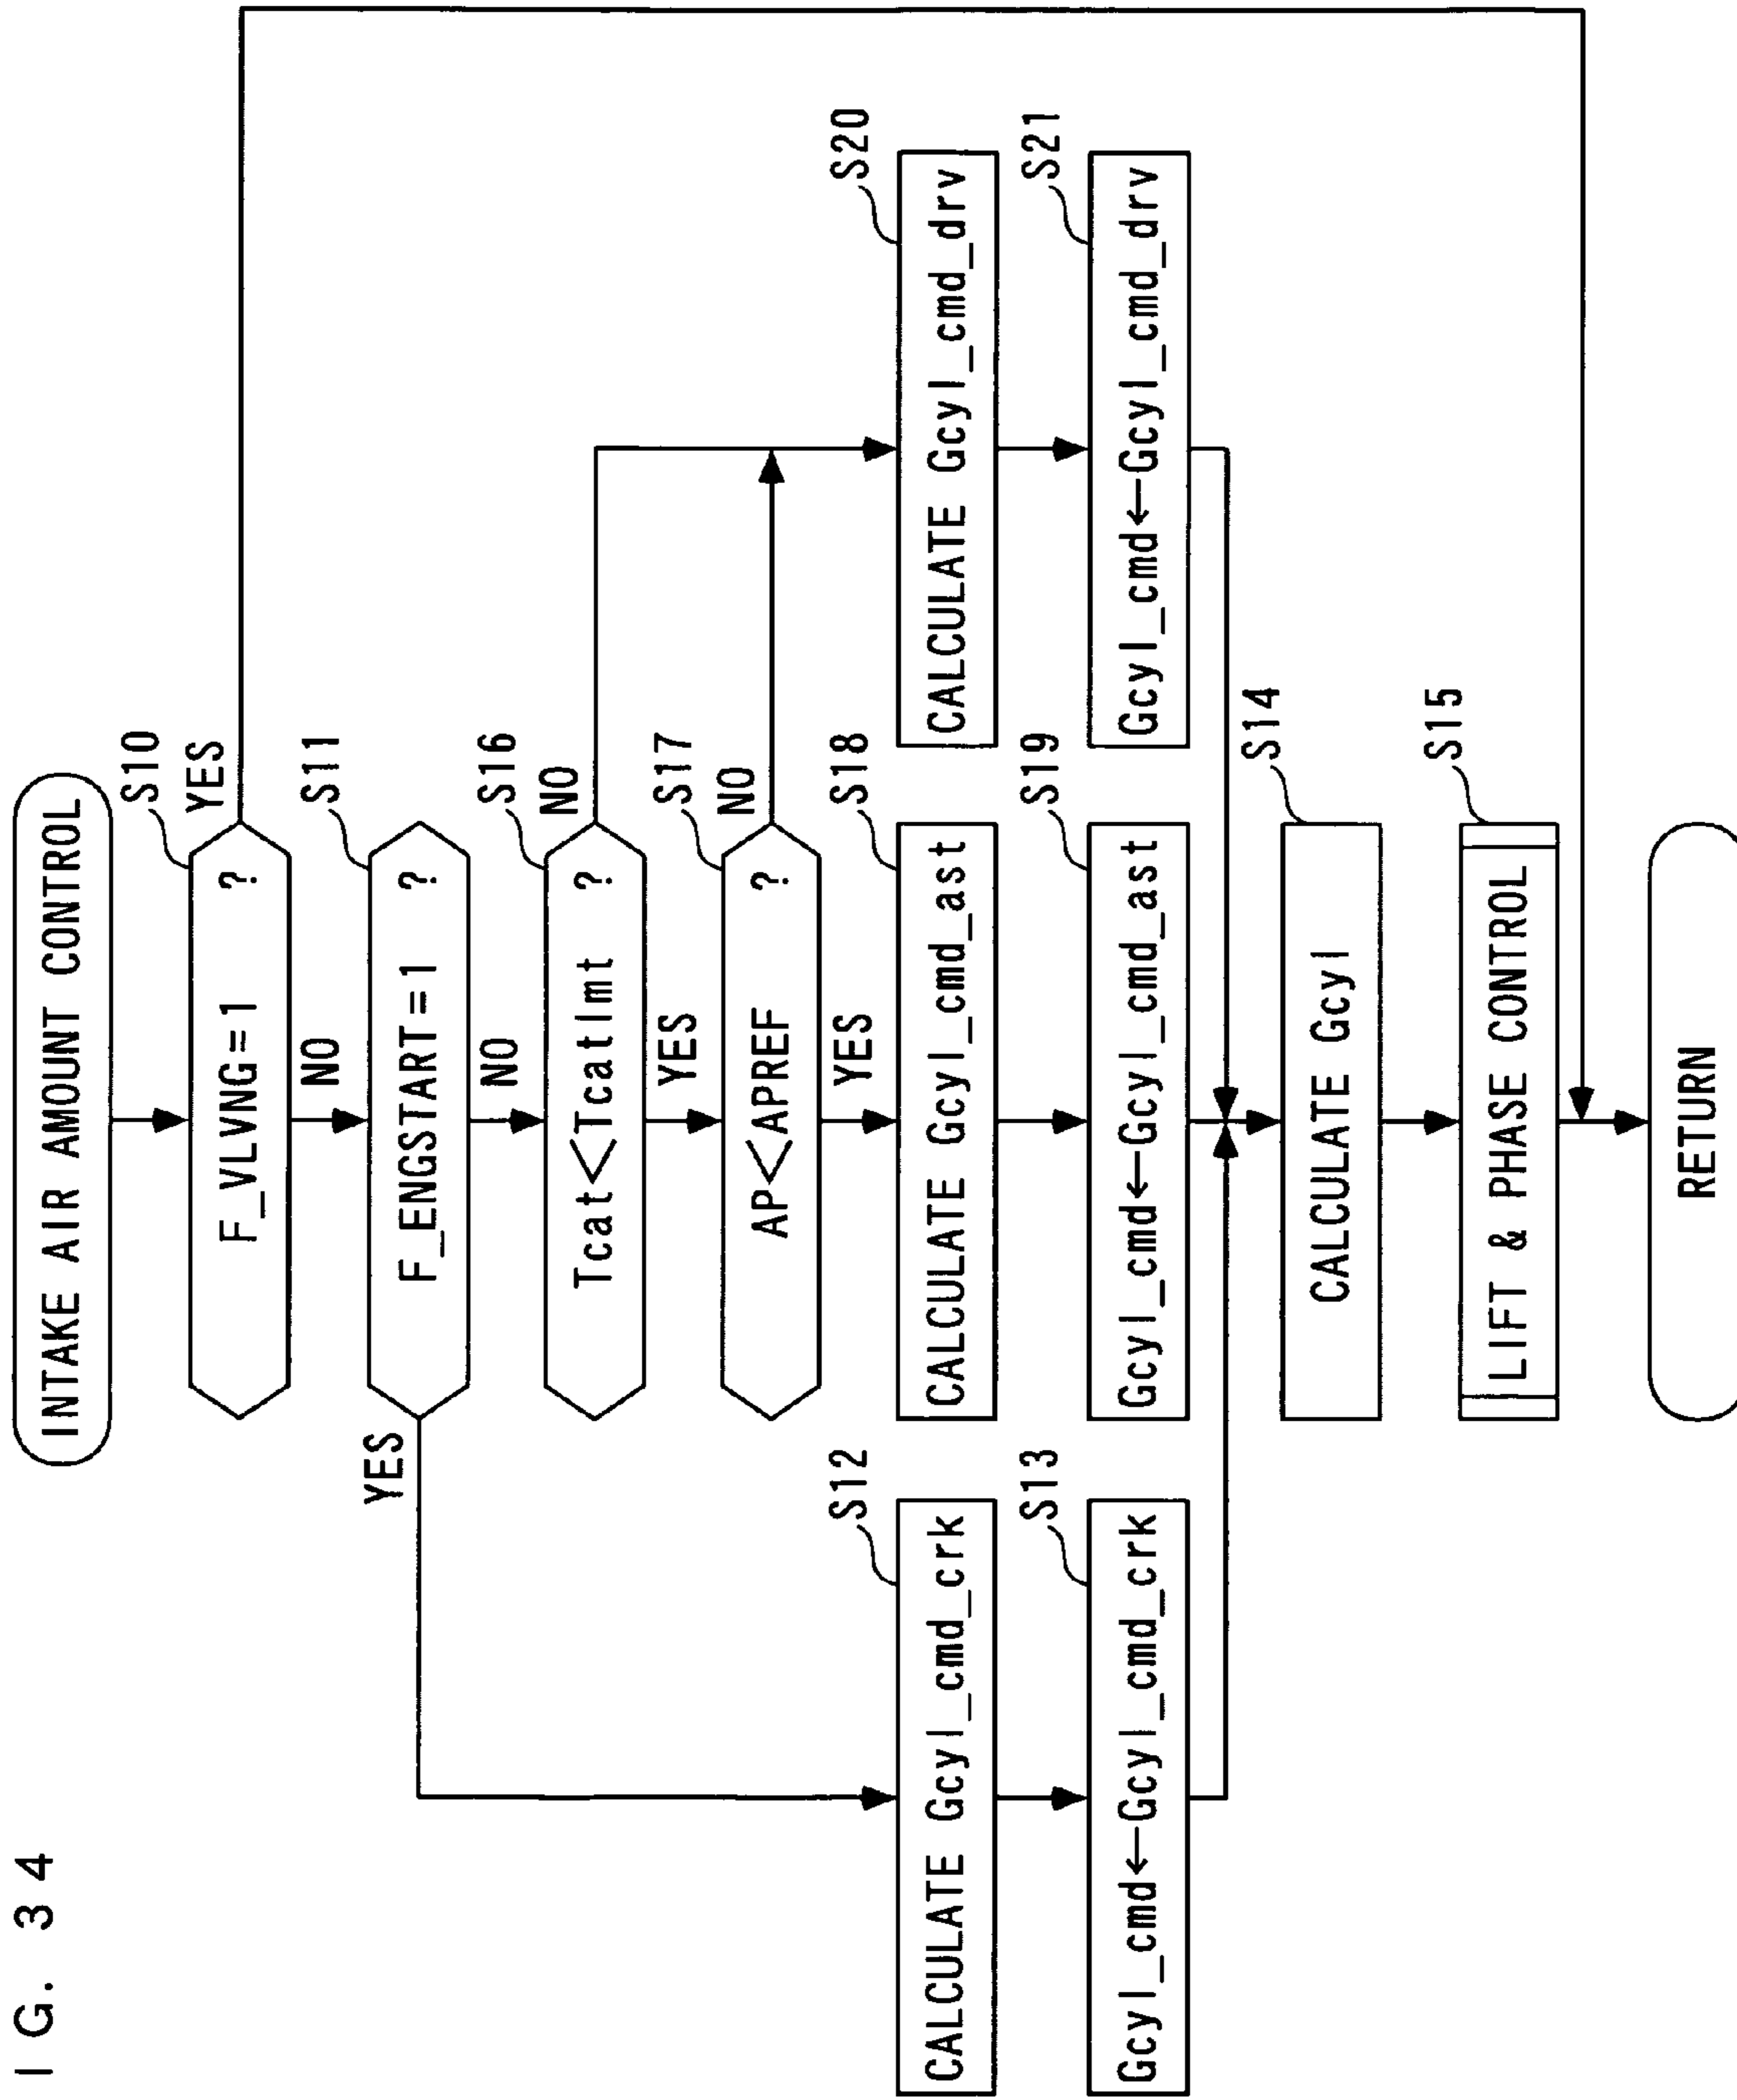 I G. 3 4
INTAKE AIR AMOUNT CONTROL
S10
F_VLVNG=1 ?
YES
NO
S11
F_ENGSTART=1 ?
YES
NO
S16
Tcat<Tcatlmt ?
NO
YES
S17
AP<APREF ?
NO
YES
S12
CALCULATE Gcyl_cmd_crk
S18
CALCULATE Gcyl_cmd_ast
S20
CALCULATE Gcyl_cmd_drv
S13
Gcyl_cmd←Gcyl_cmd_crk
S19
Gcyl_cmd←Gcyl_cmd_ast
S21
Gcyl_cmd←Gcyl_cmd_drv
S14
CALCULATE Gcyl
S15
LIFT & PHASE CONTROL
RETURN